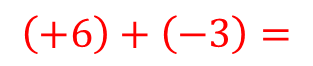 (+6) + (−3) =